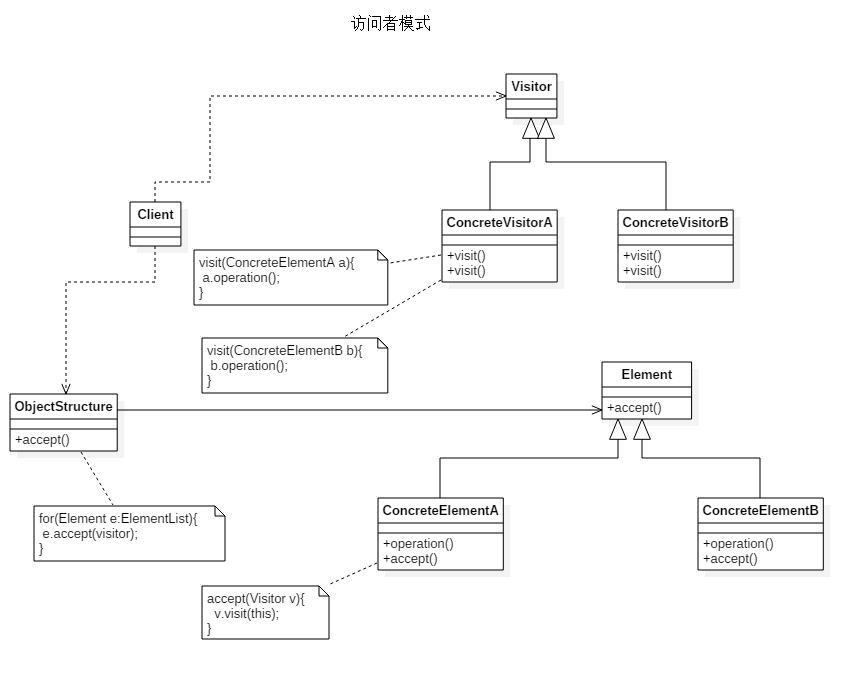 访问者模式
Visitor
Client
ConcreteVisitorA
+visit()
+visit()
ConcreteVisitorB
+visit()
+visit()
visit(ConcreteElementA a){
a.operation();
}
visit(ConcreteElementB b){
b.operation();
}
Element
+accept()
ObjectStructure
+accept()
for(Element e:ElementList){
e.accept(visitor);
}
ConcreteElementA
+operation()
+accept()
ConcreteElementB
+operation()
+accept()
accept(Visitor v){
v.visit(this);
}